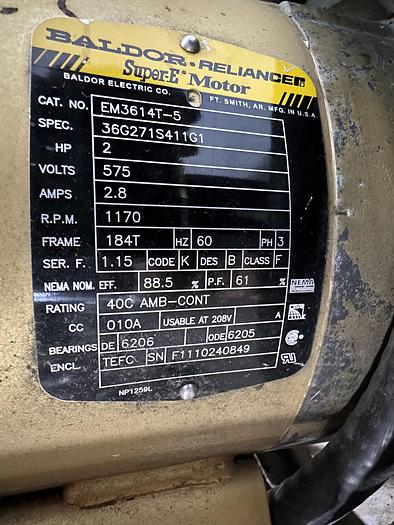 BALDOR · RELIANCE
Super-E® Motor
BALDOR ELECTRIC CO. FT. SMITH, AR. MFG. IN U.S.A.
CAT. NO. EM3614T-5
SPEC. 36G271S411G1
HP 2
VOLTS 575
AMPS 2.8
R.P.M. 1170
FRAME 184T HZ 60 PH 3
SER. F. 1.15 CODE K DES B CLASS F
NEMA NOM. EFF. 88.5 % P.F. 61 %
NEMA
RATING 40C AMB-CONT
CC 010A USABLE AT 208V A
BEARINGS DE 6206 ODE 6205
ENCL. TEFC SN F1110240849
NP1259L